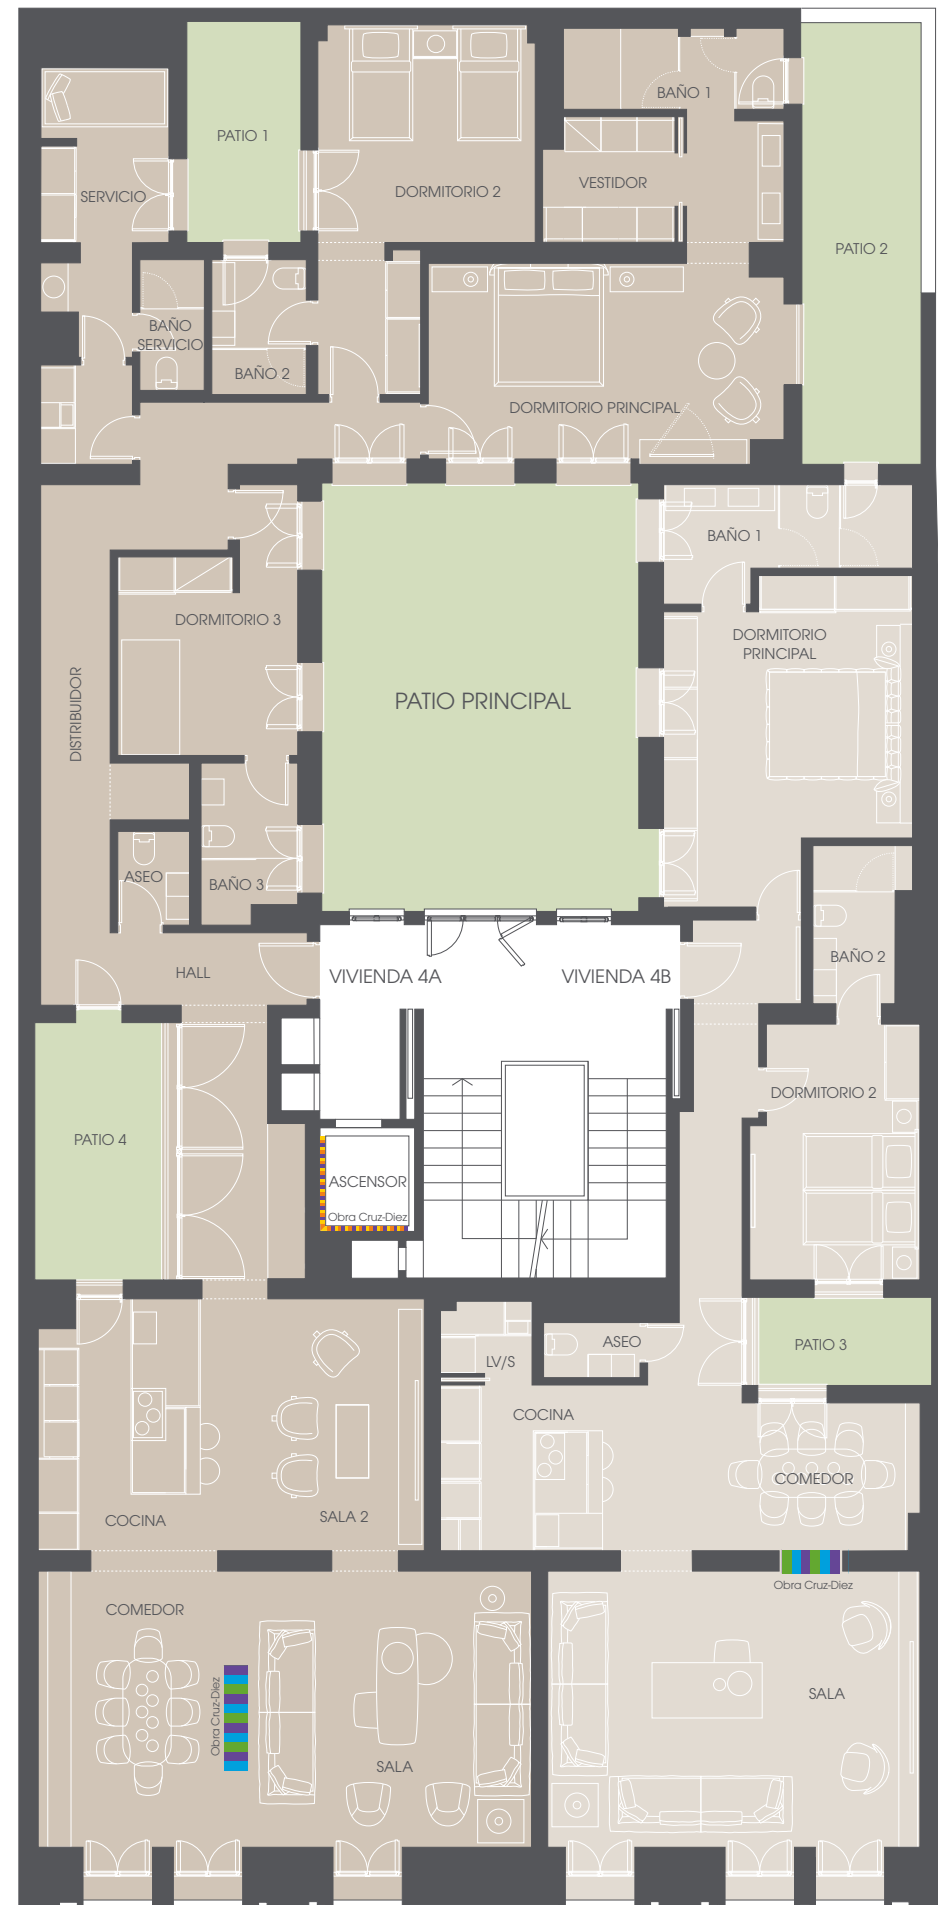 BAÑO 1
PATIO 1
VESTIDOR
DORMITORIO 2
SERVICIO
PATIO 2
BAÑO
SERVICIO
BAÑO 2
DORMITORIO PRINCIPAL
BAÑO 1
DORMITORIO 3
DORMITORIO
PRINCIPAL
DISTRIBUIDOR
PATIO PRINCIPAL
ASEO
BAÑO 3
BAÑO 2
HALL
VIVIENDA 4A
VIVIENDA 4B
DORMITORIO 2
PATIO 4
ASCENSOR
Obra Cruz-Diez
ASEO
PATIO 3
LV/S
COCINA
COMEDOR
SALA 2
COCINA
Obra Cruz-Diez
COMEDOR
SALA
Obra Cruz-Diez
SALA